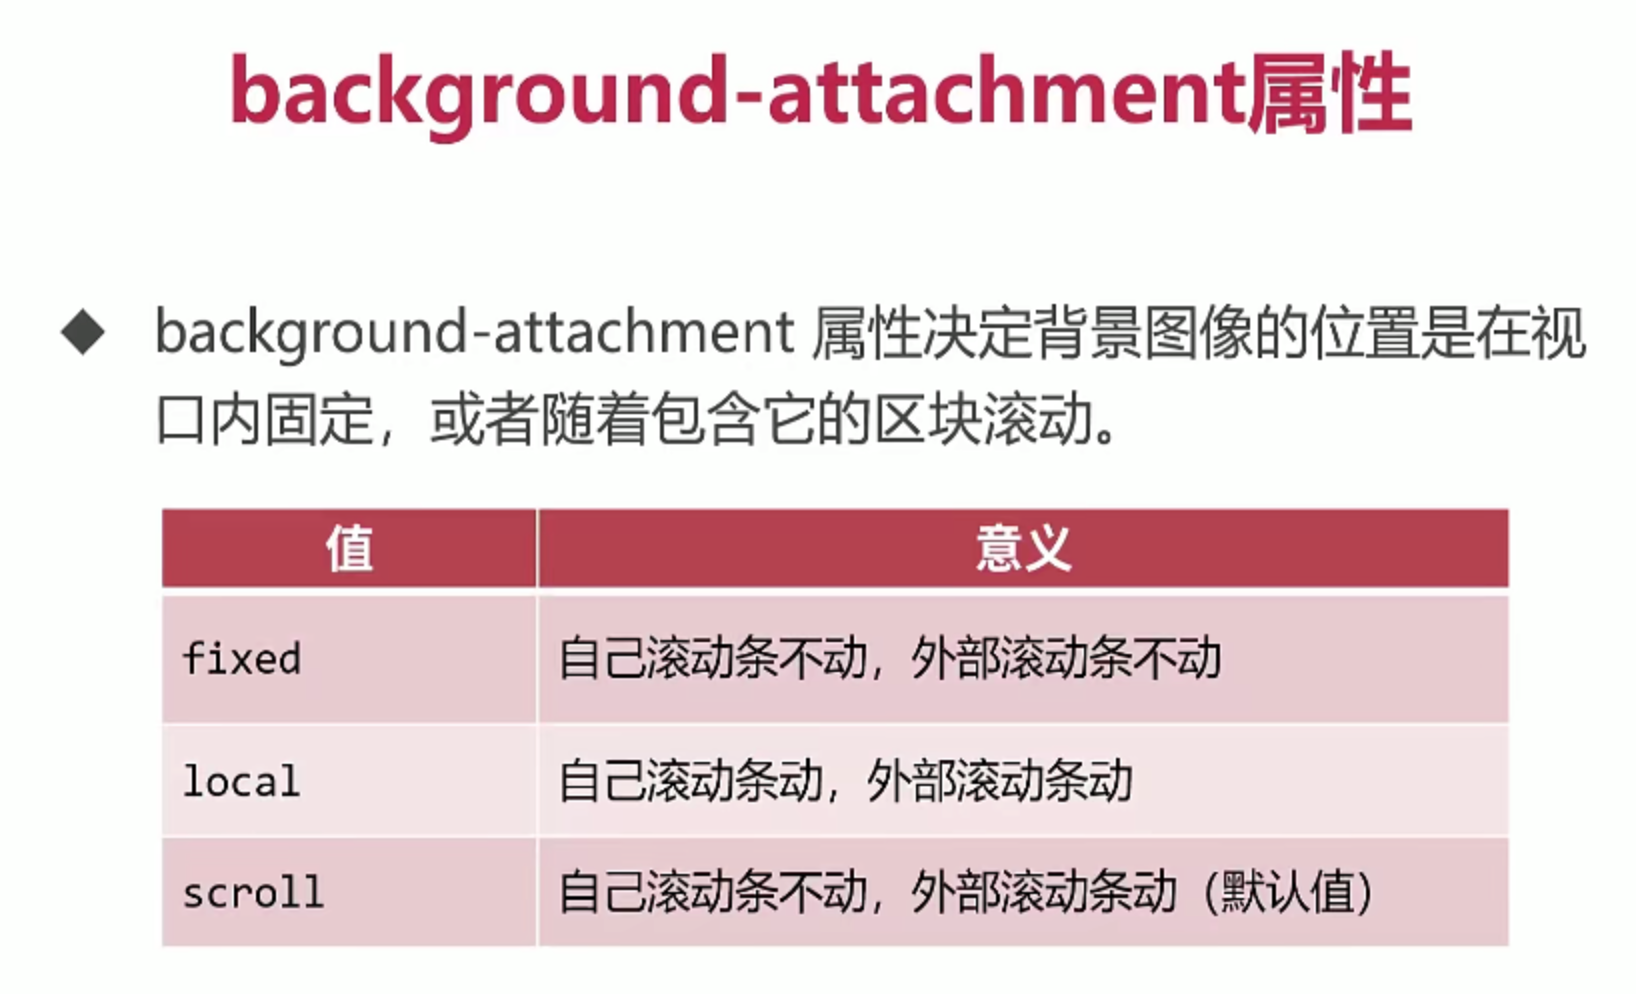 background-attachment属性
background-attachment 属性决定背景图像的位置是在视
口内固定，或者随着包含它的区块滚动。
值 意义
fixed 自己滚动条不动，外部滚动条不动
local 自己滚动条动，外部滚动条动
scroll 自己滚动条不动，外部滚动条动（默认值）